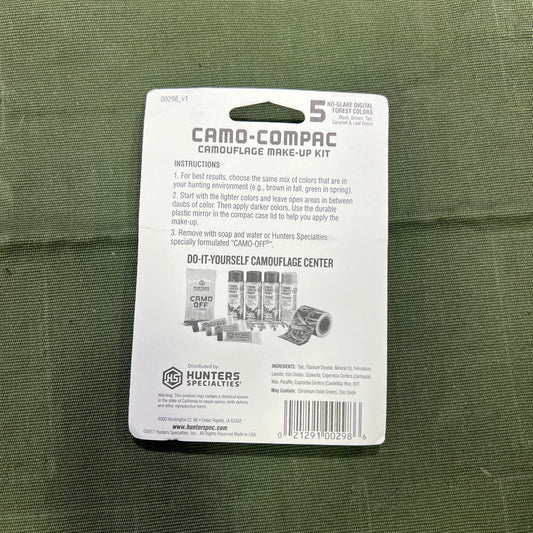 00298_v1
5 NO-GLARE DIGITAL
FOREST COLORS
Black, Brown, Tan,
Caramel & Leaf Green
CAMO-COMPAC
CAMOUFLAGE MAKE-UP KIT
INSTRUCTIONS
1. For best results, choose the same mix of colors that are in
your hunting environment (e.g., brown in fall, green in spring).
2. Start with the lighter colors and leave open areas in between
daubs of color. Then apply darker colors. Use the durable
plastic mirror in the compac case lid to help you apply the
make-up.
3. Remove with soap and water or Hunters Specialties
specially formulated "CAMO-OFF®".
DO-IT-YOURSELF CAMOUFLAGE CENTER
HUNTERS
CAMO
OFF
Distributed by:
HS
HUNTERS
SPECIALTIES®
Warning: This product may contain a chemical known
to the state of California to cause cancer, birth defects
and other reproductive harm.
6000 Huntington Ct. NE • Cedar Rapids, IA 52402
www.hunterspec.com
©2017 Hunters Specialties, Inc. All Rights Reserved Made in USA
INGREDIENTS: Talc, Titanium Dioxide, Mineral Oil, Petrolatum,
Lanolin, Iron Oxides, Ozokerite, Copernicia Cerifera (Carnauba)
Wax, Paraffin, Euphorbia Cerifera (Candelilla) Wax, BHT
May Contain: Chromium Oxide Greens, Zinc Oxide
0 21291 00298 6